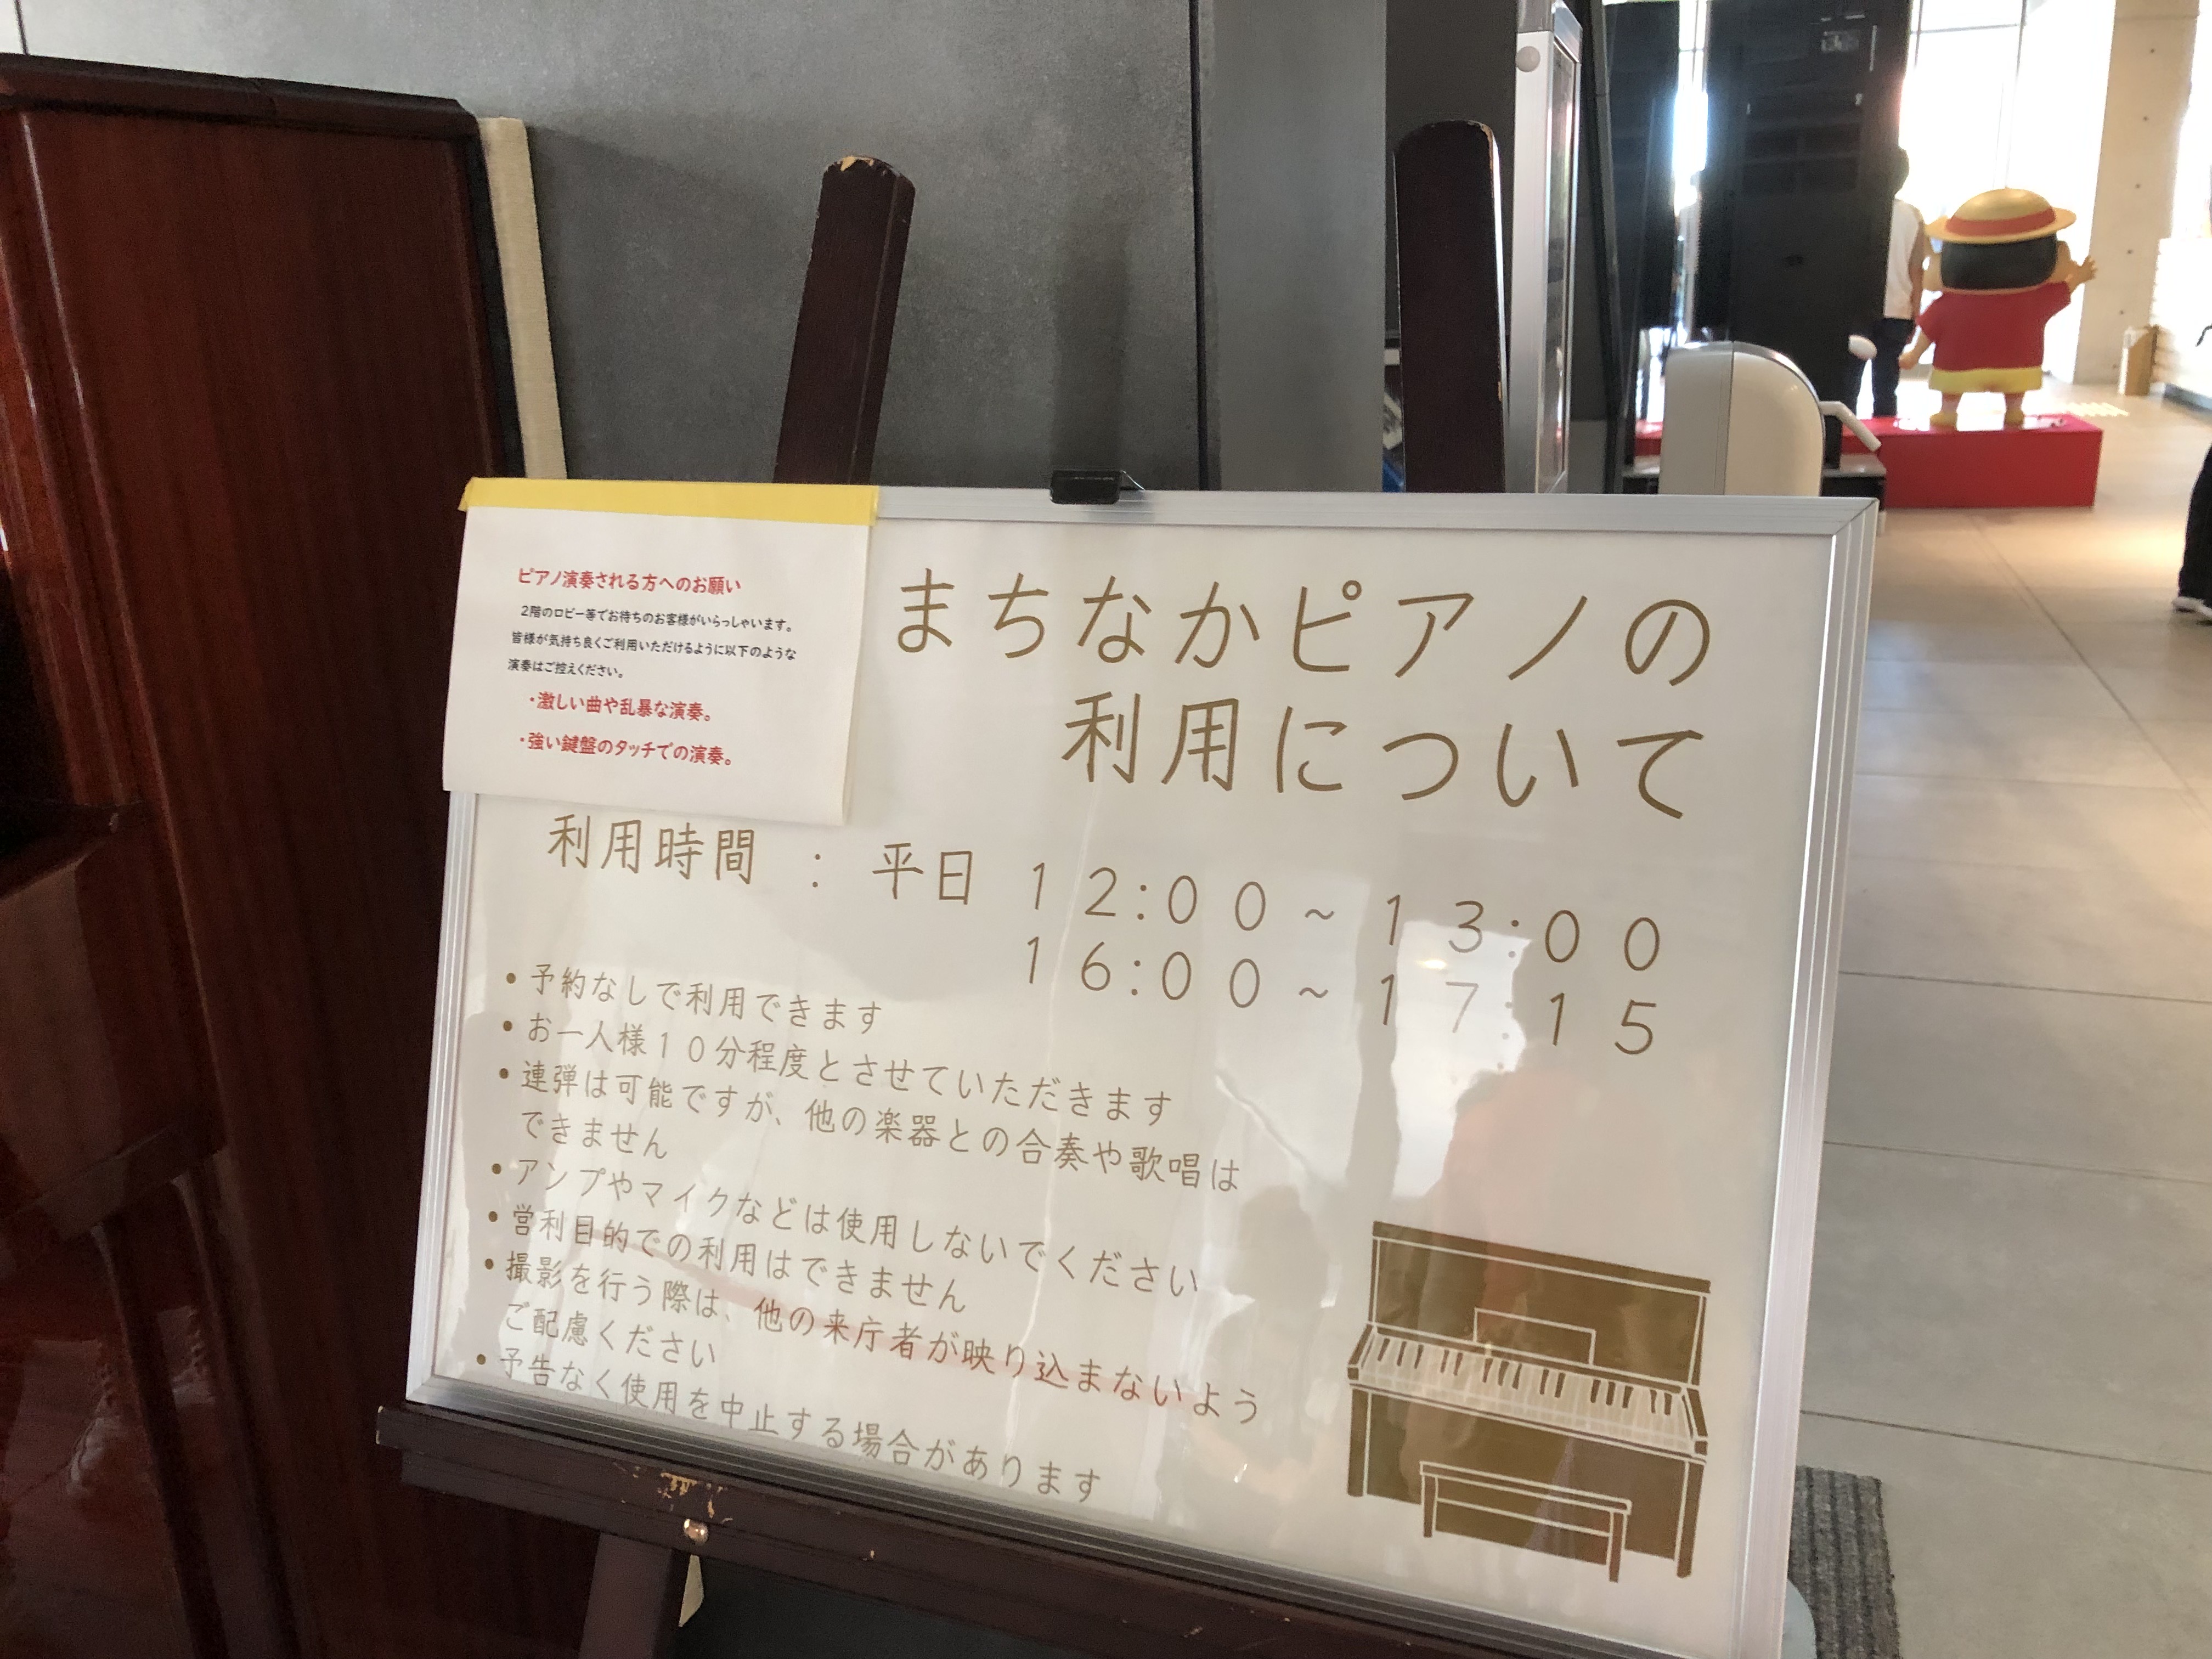 ピアノ演奏される方へのお願い
2階のロビー等でお待ちのお客様がいらっしゃいます。
皆様が気持ち良くご利用いただけるように以下のような
演奏はご控えください。
・激しい曲や乱暴な演奏。
・強い鍵盤のタッチでの演奏。
まちなかピアノの
利用について
利用時間 : 平日 12:00~13:00
16:00~17:15
• 予約なしで利用できます
• お一人様10分程度とさせていただきます
• 連弾は可能ですが、他の楽器との合奏や歌唱は
できません
• アンプやマイクなどは使用しないでください
• 営利目的での利用はできません
• 撮影を行う際は、他の来庁者が映り込まないよう
ご配慮ください
• 予告なく使用を中止する場合があります